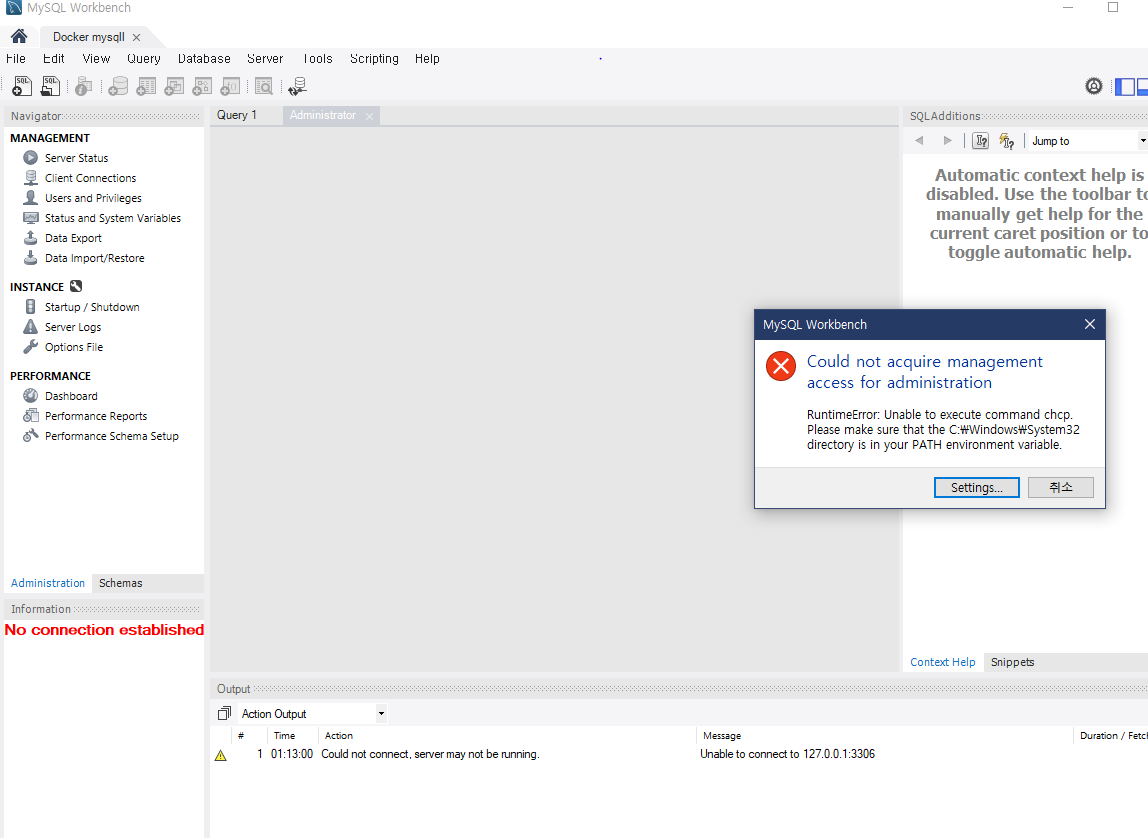 MySQL Workbench
Docker mysqll
File Edit View Query Database Server Tools Scripting Help
Navigator
MANAGEMENT
Server Status
Client Connections
Users and Privileges
Status and System Variables
Data Export
Data Import/Restore
INSTANCE
Startup / Shutdown
Server Logs
Options File
PERFORMANCE
Dashboard
Performance Reports
Performance Schema Setup
Administration Schemas
Information
No connection established
Query 1 Administrator
SQLAdditions
Jump to
Automatic context help is
disabled. Use the toolbar to
manually get help for the
current caret position or to
toggle automatic help.
MySQL Workbench
Could not acquire management
access for administration
RuntimeError: Unable to execute command chcp.
Please make sure that the C:₩Windows₩System32
directory is in your PATH environment variable.
Settings... 취소
Context Help Snippets
Output
Action Output
# Time Action Message Duration / Fetch
1 01:13:00 Could not connect, server may not be running. Unable to connect to 127.0.0.1:3306